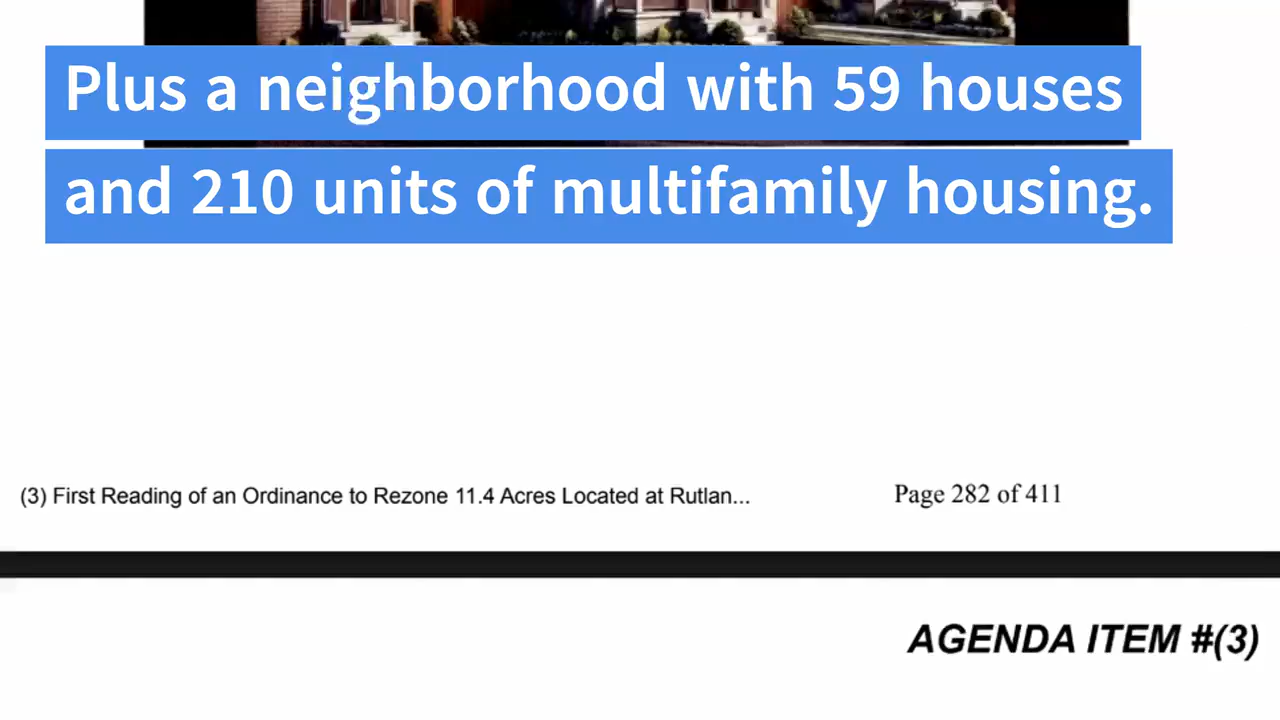 Plus a neighborhood with 59 houses
and 210 units of multifamily housing.
(3) First Reading of an Ordinance to Rezone 11.4 Acres Located at Rutlan... Page 282 of 411
AGENDA ITEM #(3)